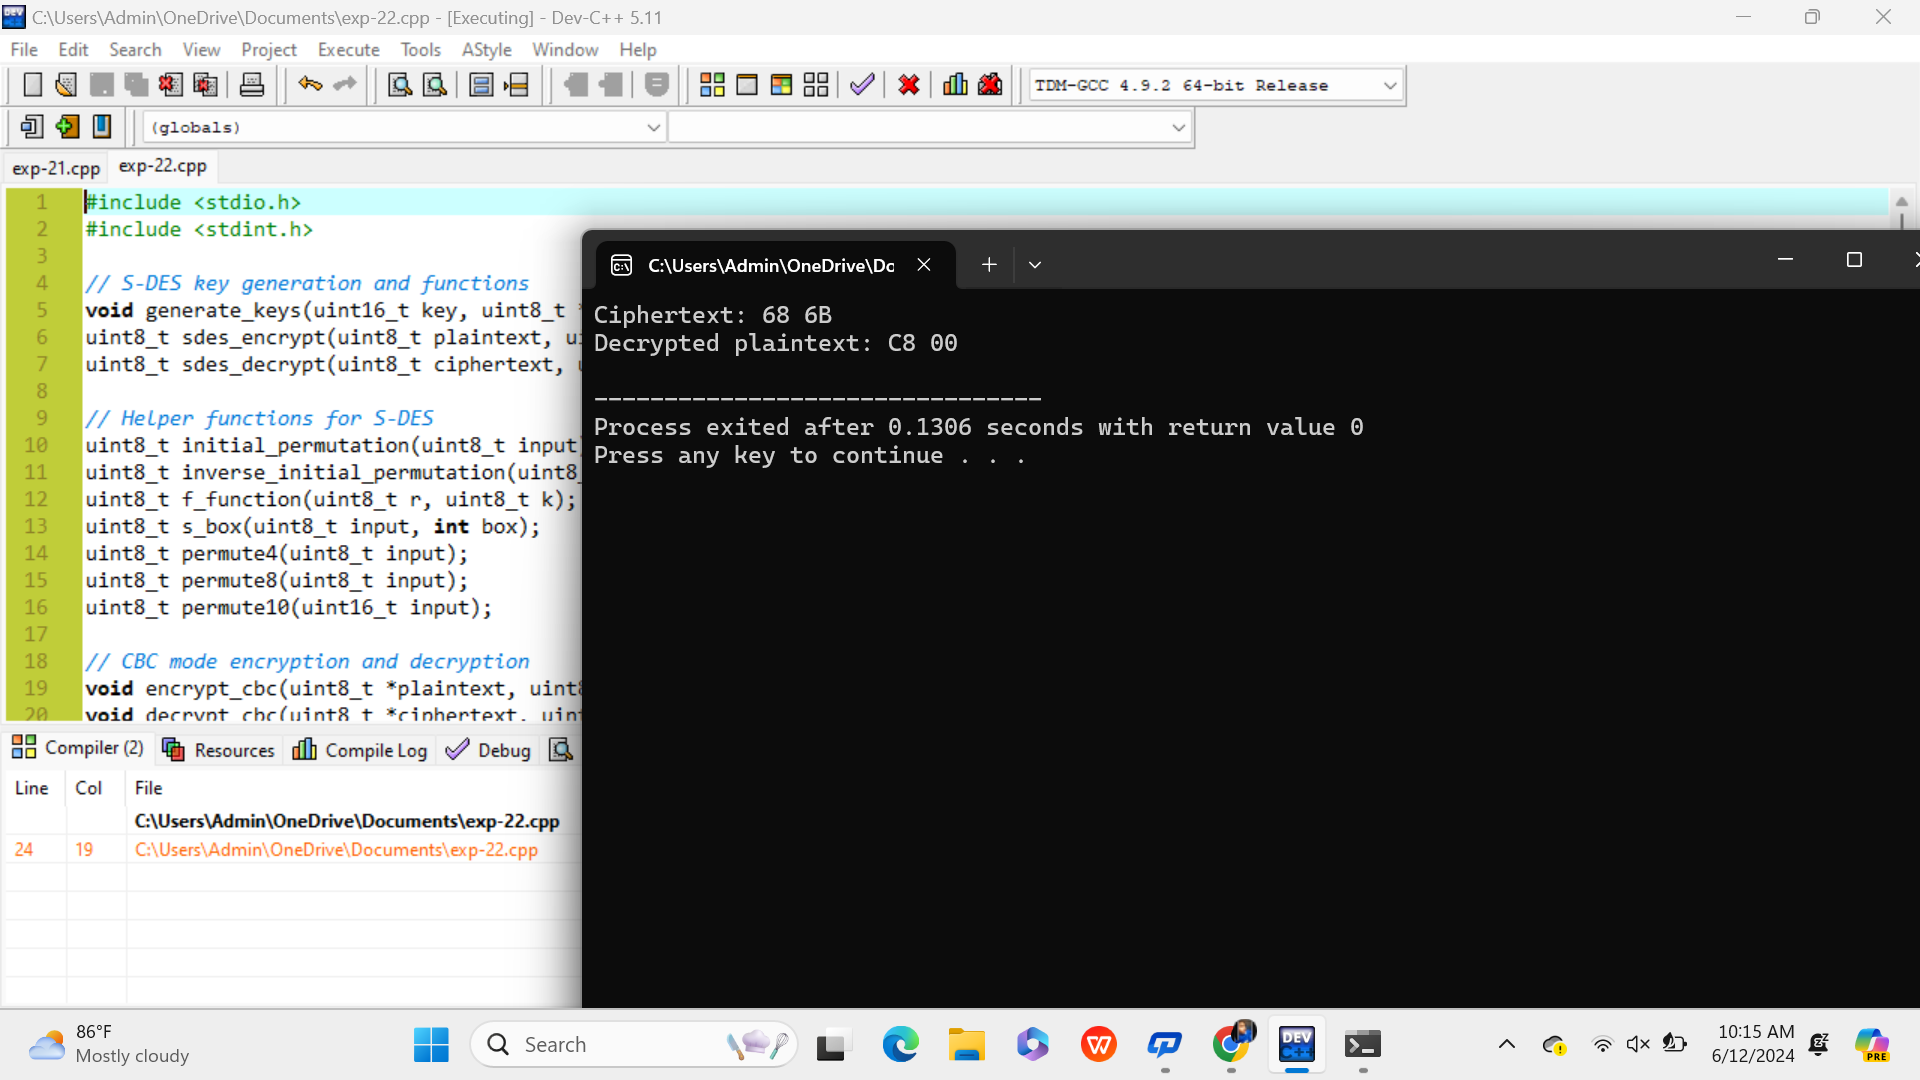 C:\Users\Admin\OneDrive\Documents\exp-22.cpp - [Executing] - Dev-C++ 5.11
File Edit Search View Project Execute Tools AStyle Window Help
TDM-GCC 4.9.2 64-bit Release
(globals)
exp-21.cpp exp-22.cpp
1 #include <stdio.h>
2 #include <stdint.h>
3
4 // S-DES key generation and functions
5 void generate_keys(uint16_t key, uint8_t *
6 uint8_t sdes_encrypt(uint8_t plaintext, u
7 uint8_t sdes_decrypt(uint8_t ciphertext,
8
9 // Helper functions for S-DES
10 uint8_t initial_permutation(uint8_t input)
11 uint8_t inverse_initial_permutation(uint8_
12 uint8_t f_function(uint8_t r, uint8_t k);
13 uint8_t s_box(uint8_t input, int box);
14 uint8_t permute4(uint8_t input);
15 uint8_t permute8(uint8_t input);
16 uint8_t permute10(uint16_t input);
17
18 // CBC mode encryption and decryption
19 void encrypt_cbc(uint8_t *plaintext, uint8
20 void decrypt_cbc(uint8_t *ciphertext, uint
C:\Users\Admin\OneDrive\Dc
Ciphertext: 68 6B
Decrypted plaintext: C8 00
--------------------------------
Process exited after 0.1306 seconds with return value 0
Press any key to continue . . .
Compiler (2) Resources Compile Log Debug
Line Col File
C:\Users\Admin\OneDrive\Documents\exp-22.cpp
24 19 C:\Users\Admin\OneDrive\Documents\exp-22.cpp
86°F
Mostly cloudy
Search
DEV C++
PRE
10:15 AM
6/12/2024